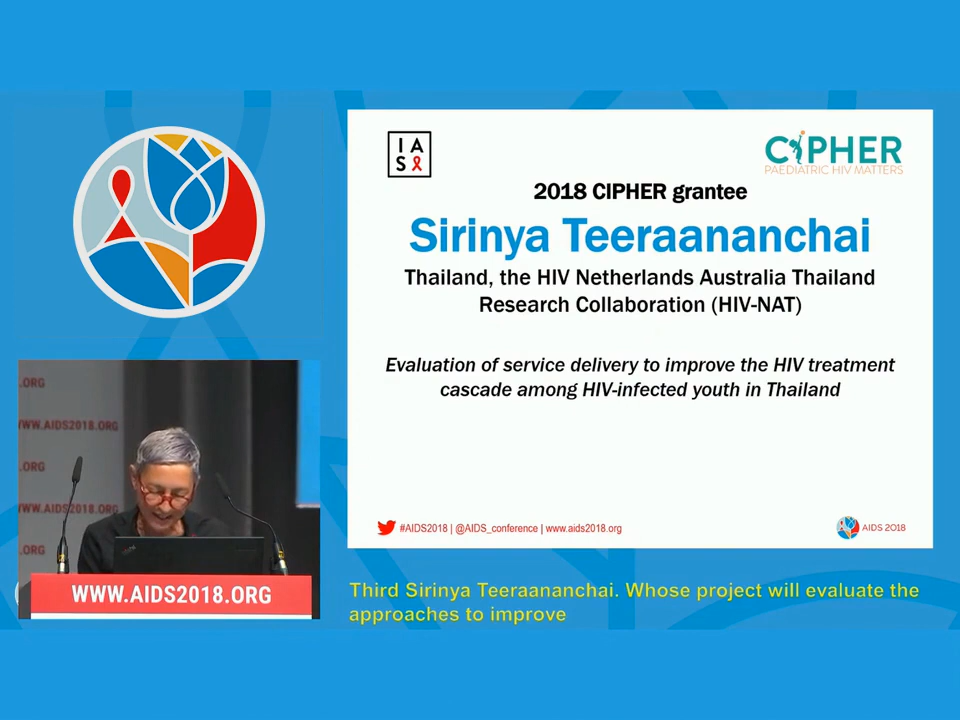 IAS
CIPHER
PAEDIATRIC HIV MATTERS
2018 CIPHER grantee
Sirinya Teeraananchai
Thailand, the HIV Netherlands Australia Thailand
Research Collaboration (HIV-NAT)
Evaluation of service delivery to improve the HIV treatment
cascade among HIV-infected youth in Thailand
#AIDS2018 | @AIDS_conference | www.aids2018.org
AIDS 2018
.ORG
WWW.AIDS2018.ORG
.ORG
WWW.AIDS2018.ORG
.ORG
WWW.AIDS2018.ORG
Third Sirinya Teeraananchai. Whose project will evaluate the
approaches to improve